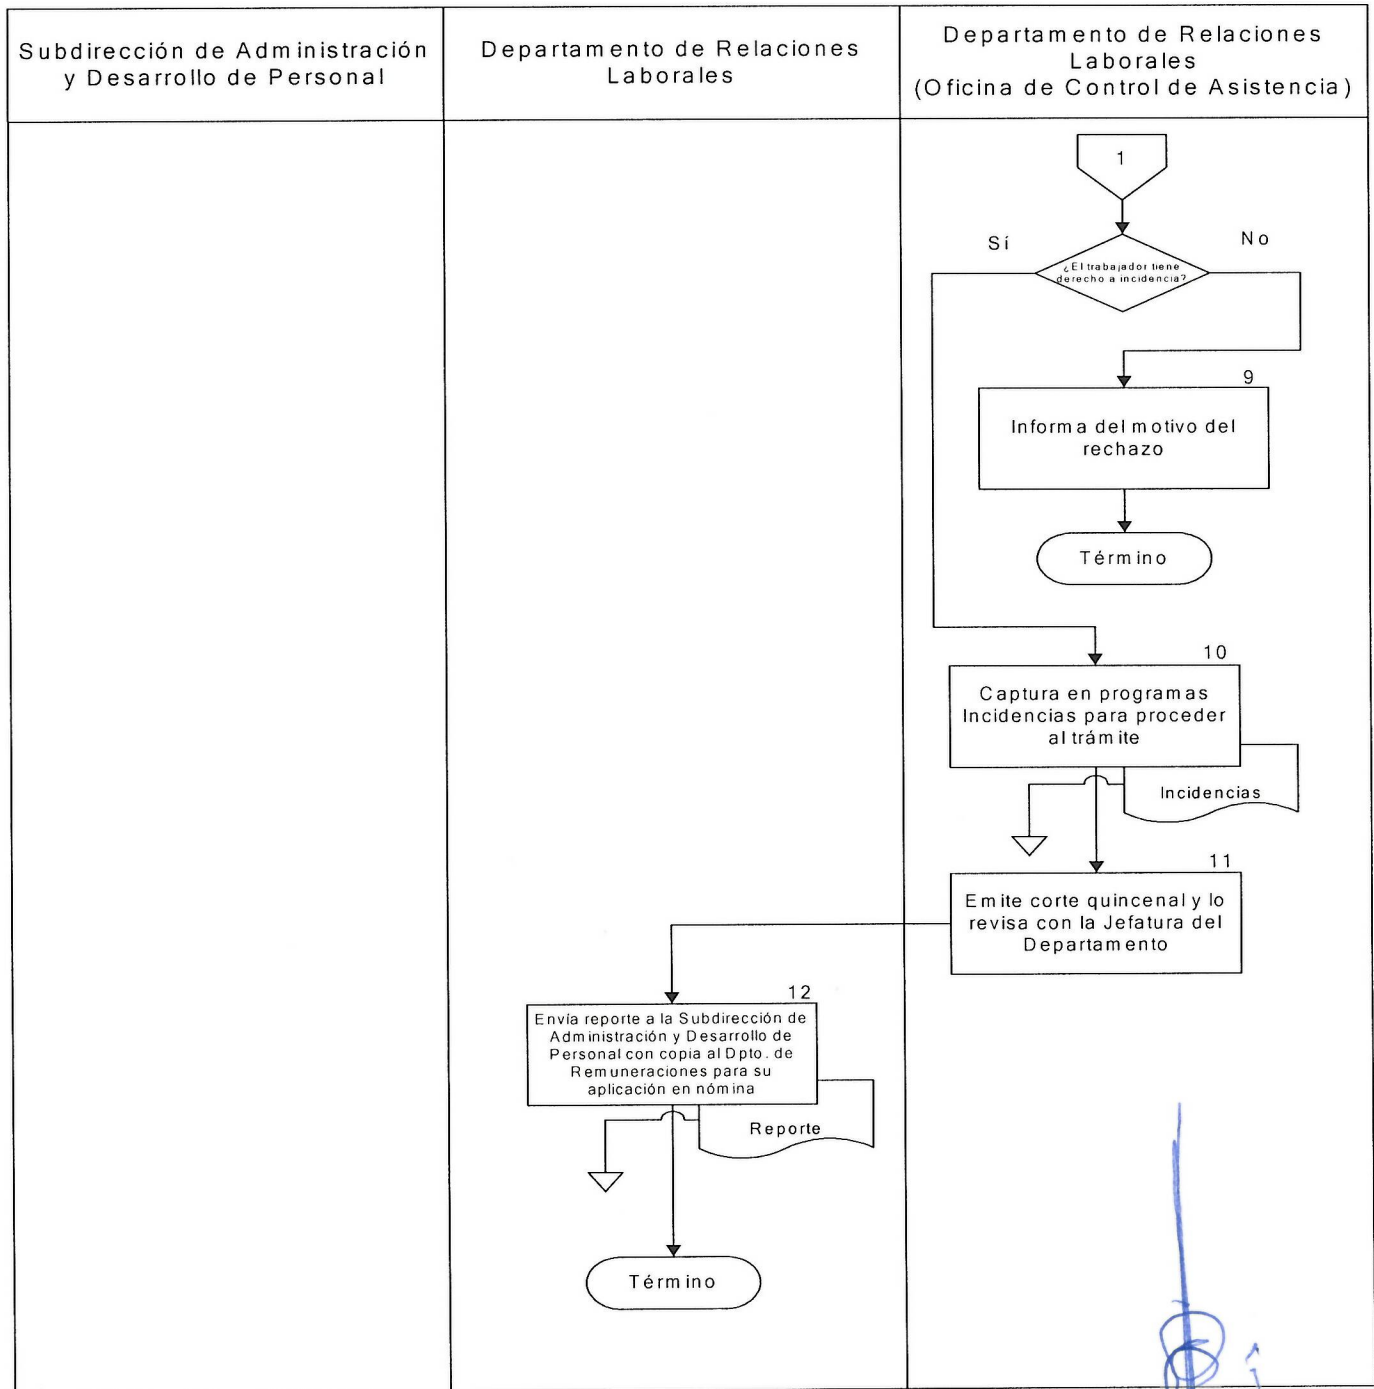 Subdirección de Administración
y Desarrollo de Personal
Departamento de Relaciones
Laborales
Departamento de Relaciones
Laborales
(Oficina de Control de Asistencia)
1
Sí
No
¿El trabajador tiene
derecho a incidencia?
9
Informa del motivo del
rechazo
Término
10
Captura en programas
Incidencias para proceder
al trámite
Incidencias
11
Emite corte quincenal y lo
revisa con la Jefatura del
Departamento
12
Envía reporte a la Subdirección de
Administración y Desarrollo de
Personal con copia al Dpto. de
Remuneraciones para su
aplicación en nómina
Reporte
Término